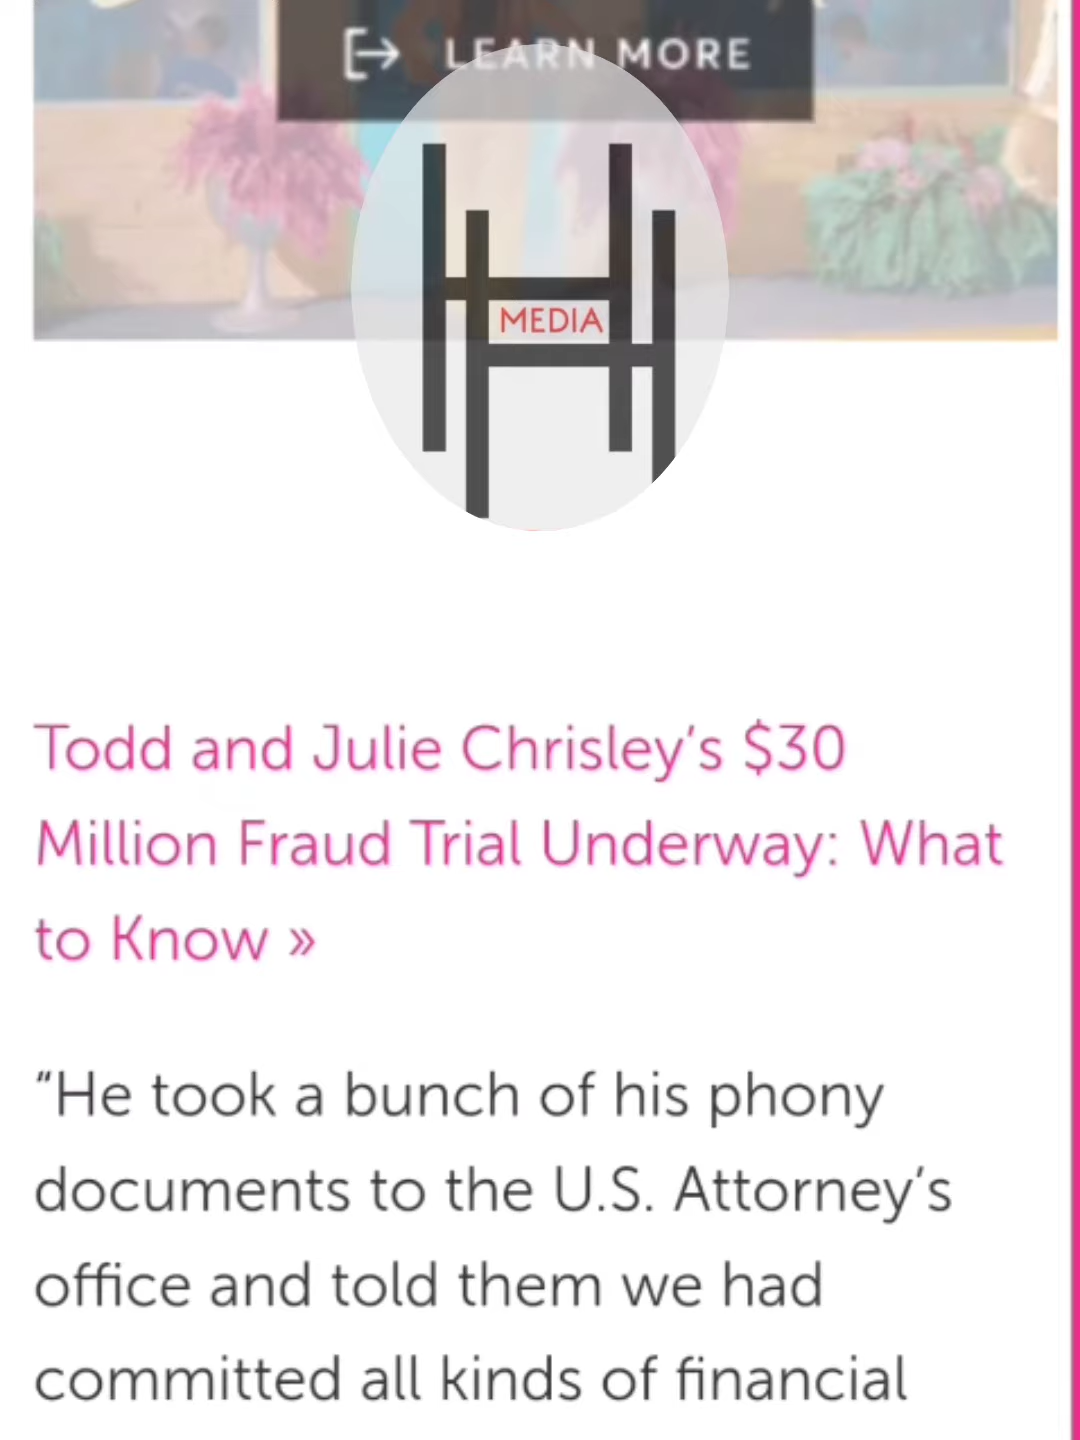 LEARN MORE
MEDIA
Todd and Julie Chrisley’s $30
Million Fraud Trial Underway: What
to Know »
“He took a bunch of his phony
documents to the U.S. Attorney’s
office and told them we had
committed all kinds of financial